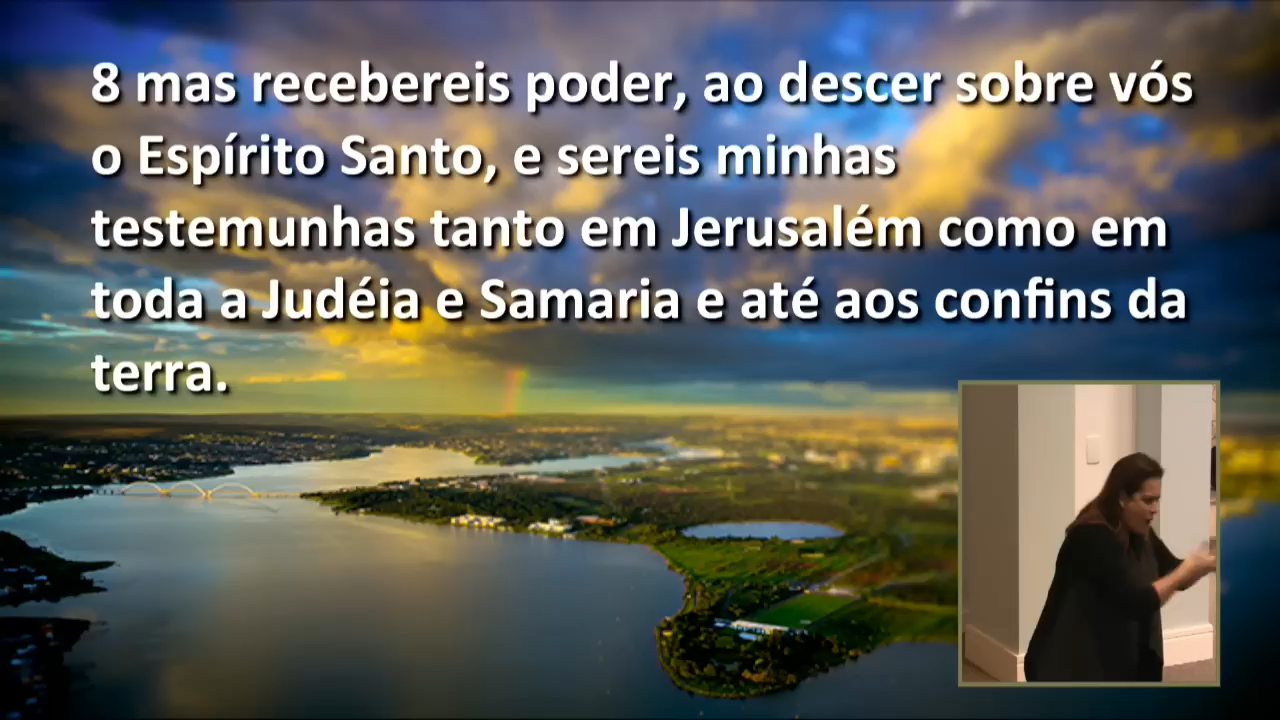 8 mas recebereis poder, ao descer sobre vós
o Espírito Santo, e sereis minhas
testemunhas tanto em Jerusalém como em
toda a Judéia e Samaria e até aos confins da
terra.